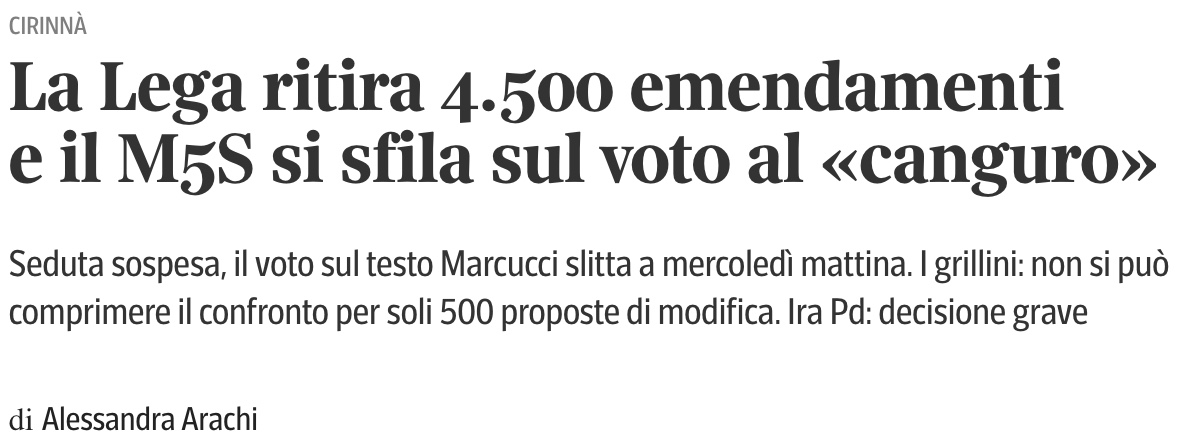 CIRINNÀ
La Lega ritira 4.500 emendamenti
e il M5S si sfila sul voto al «canguro»
Seduta sospesa, il voto sul testo Marcucci slitta a mercoledì mattina. I grillini: non si può
comprimere il confronto per soli 500 proposte di modifica. Ira Pd: decisione grave
di Alessandra Arachi